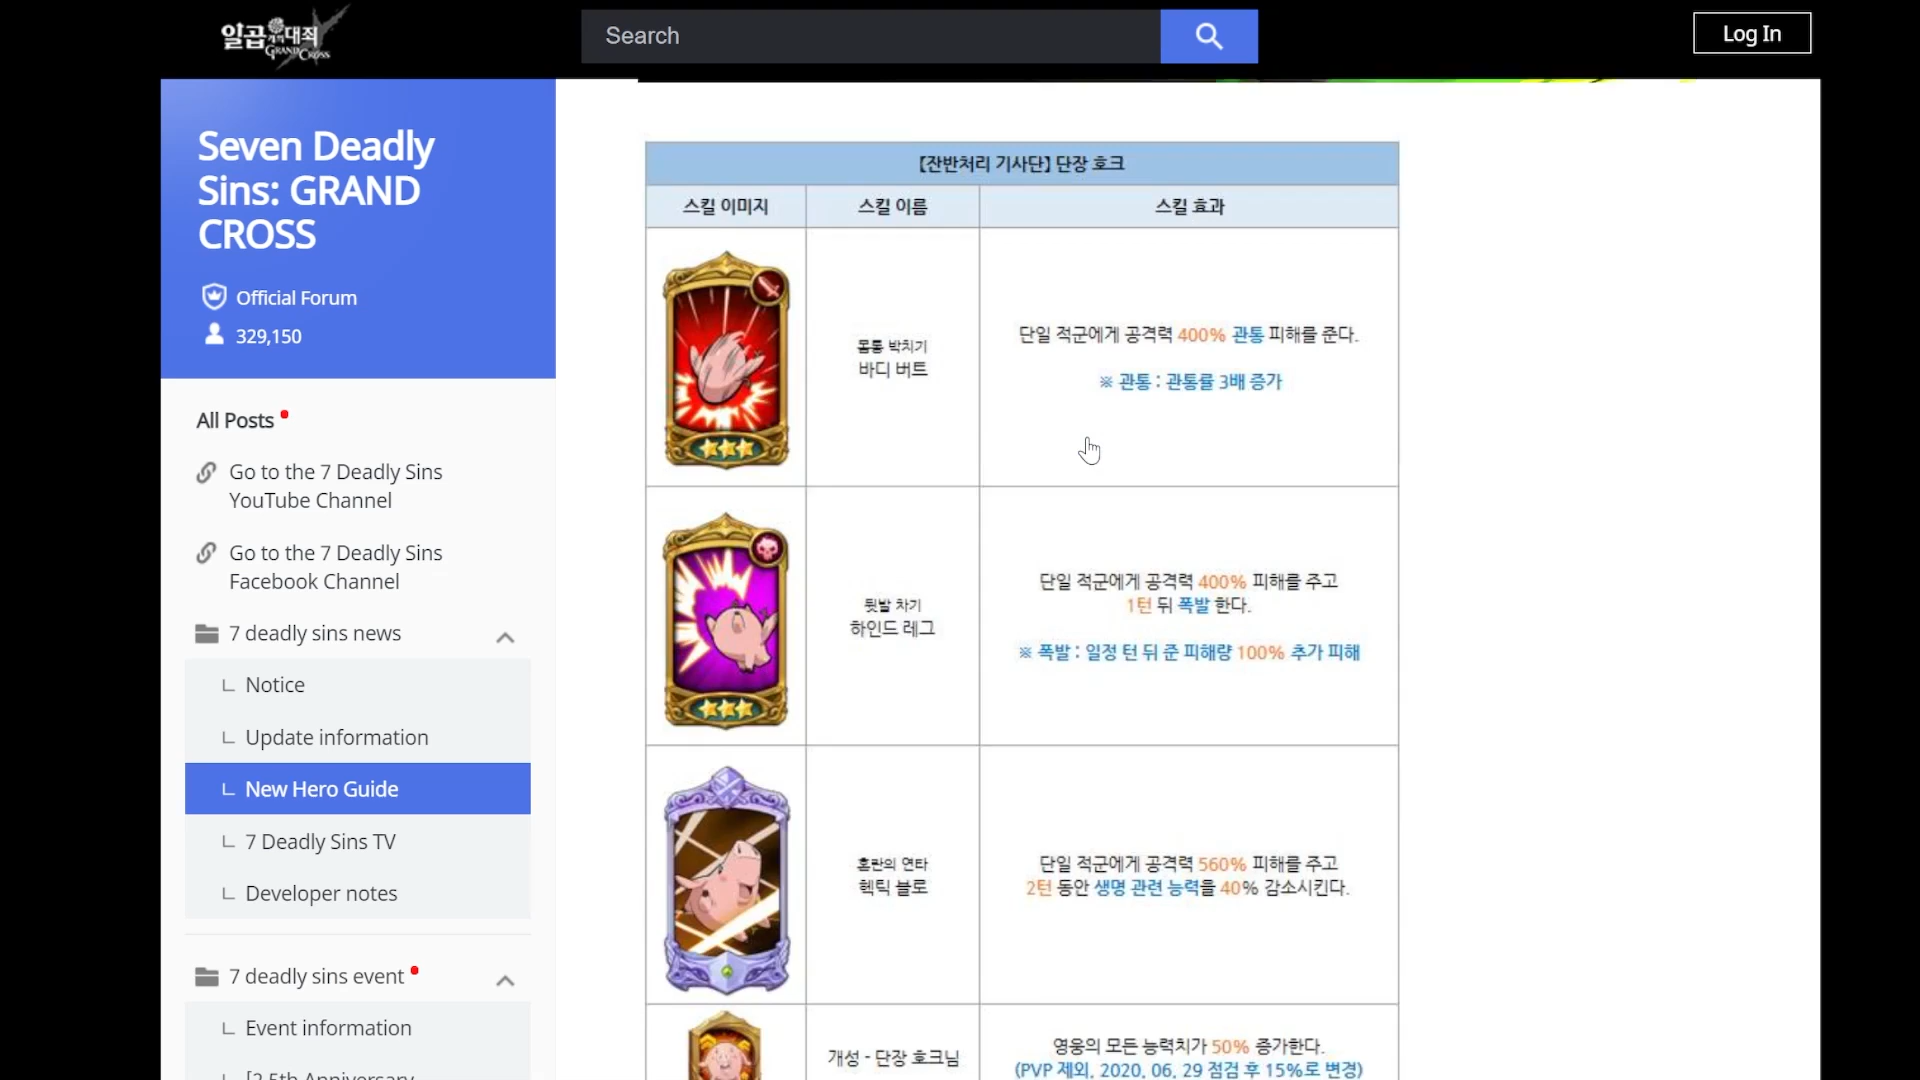 일곱개의대죄
GRAND CROSS
Search
Log In
Seven Deadly
Sins: GRAND
CROSS
Official Forum
329,150
All Posts
Go to the 7 Deadly Sins
YouTube Channel
Go to the 7 Deadly Sins
Facebook Channel
7 deadly sins news
Notice
Update information
New Hero Guide
7 Deadly Sins TV
Developer notes
7 deadly sins event
Event information
[2.5th Anniversary
【잔반처리 기사단】 단장 호크
스킬 이미지
스킬 이름
스킬 효과
몸통 박치기
바디 버트
단일 적군에게 공격력 400% 관통 피해를 준다.
※ 관통 : 관통률 3배 증가
뒷발 차기
하인드 레그
단일 적군에게 공격력 400% 피해를 주고
1턴 뒤 폭발 한다.
※ 폭발 : 일정 턴 뒤 준 피해량 100% 추가 피해
혼란의 연타
헥틱 블로
단일 적군에게 공격력 560% 피해를 주고
2턴 동안 생명 관련 능력을 40% 감소시킨다.
개성 - 단장 호크님
영웅의 모든 능력치가 50% 증가한다.
(PVP 제외, 2020, 06, 29 점검 후 15%로 변경)